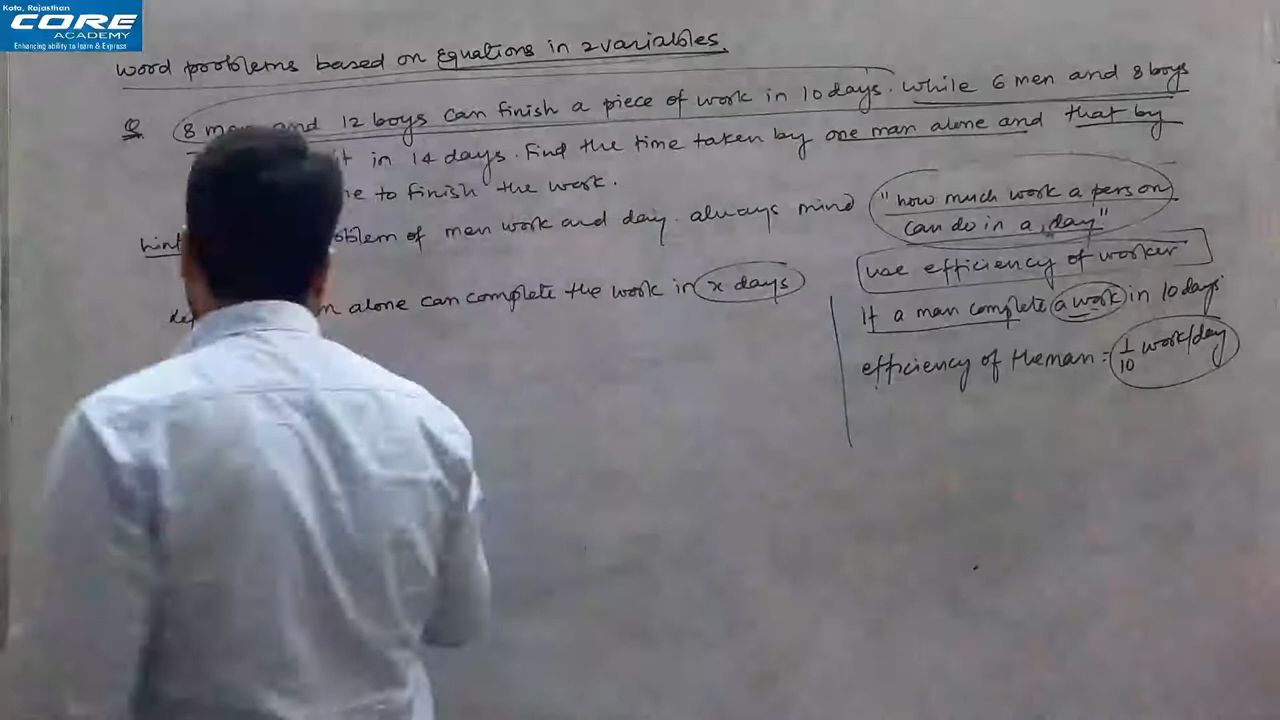 Kota, Rajasthan
CORE
ACADEMY
Enhancing ability to learn & Express
word problems based on Equations in 2 variables.
Q. 8 men and 12 boys can finish a piece of work in 10 days. while 6 men and 8 boys
it in 14 days. Find the time taken by one man alone and that by
to finish the work.
hint problem of men work and day. always mind "how much work a person
can do in a day"
use efficiency of worker
let alone can complete the work in x days
If a man complete a work in 10 days
efficiency of the man = 1/10 work/day